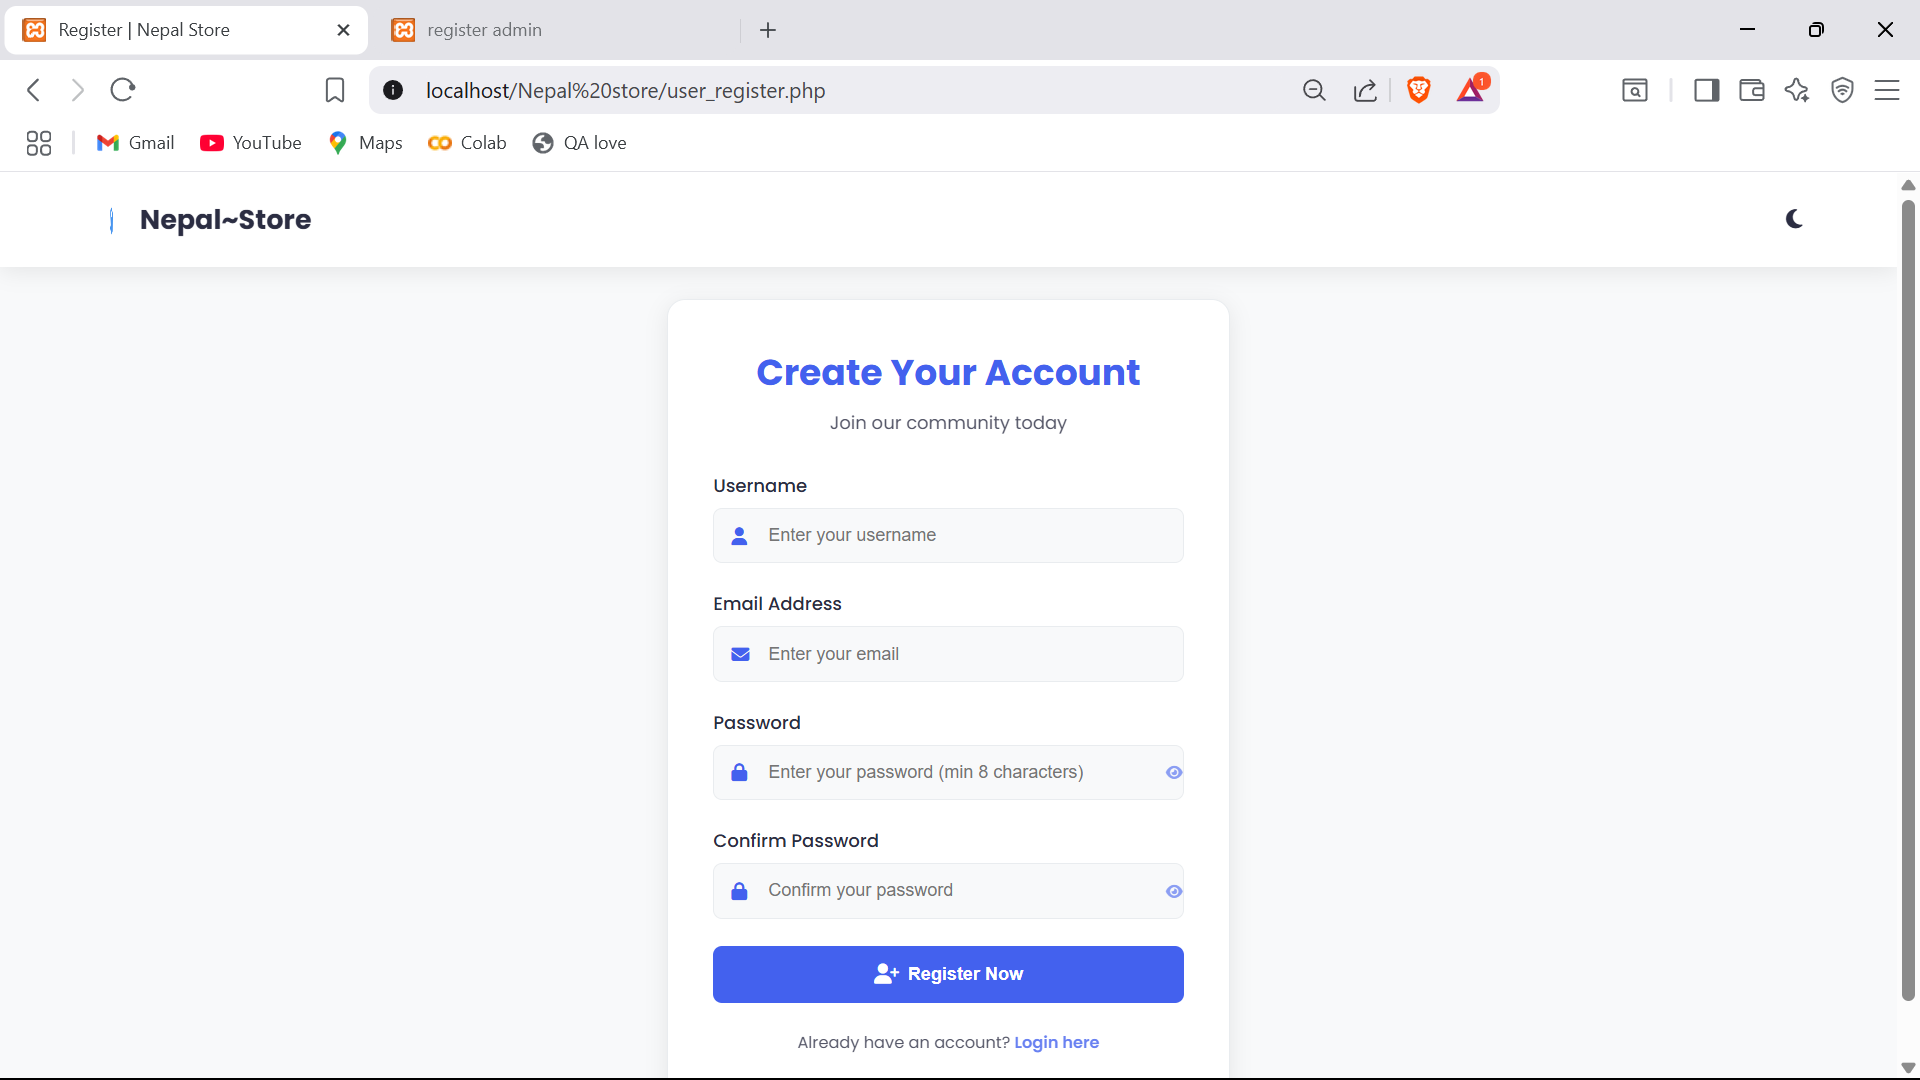 Register | Nepal Store
register admin
localhost/Nepal%20store/user_register.php
1
Gmail
YouTube
Maps
Colab
QA love
Nepal~Store
Create Your Account
Join our community today
Username
Enter your username
Email Address
Enter your email
Password
Enter your password (min 8 characters)
Confirm Password
Confirm your password
Register Now
Already have an account? Login here